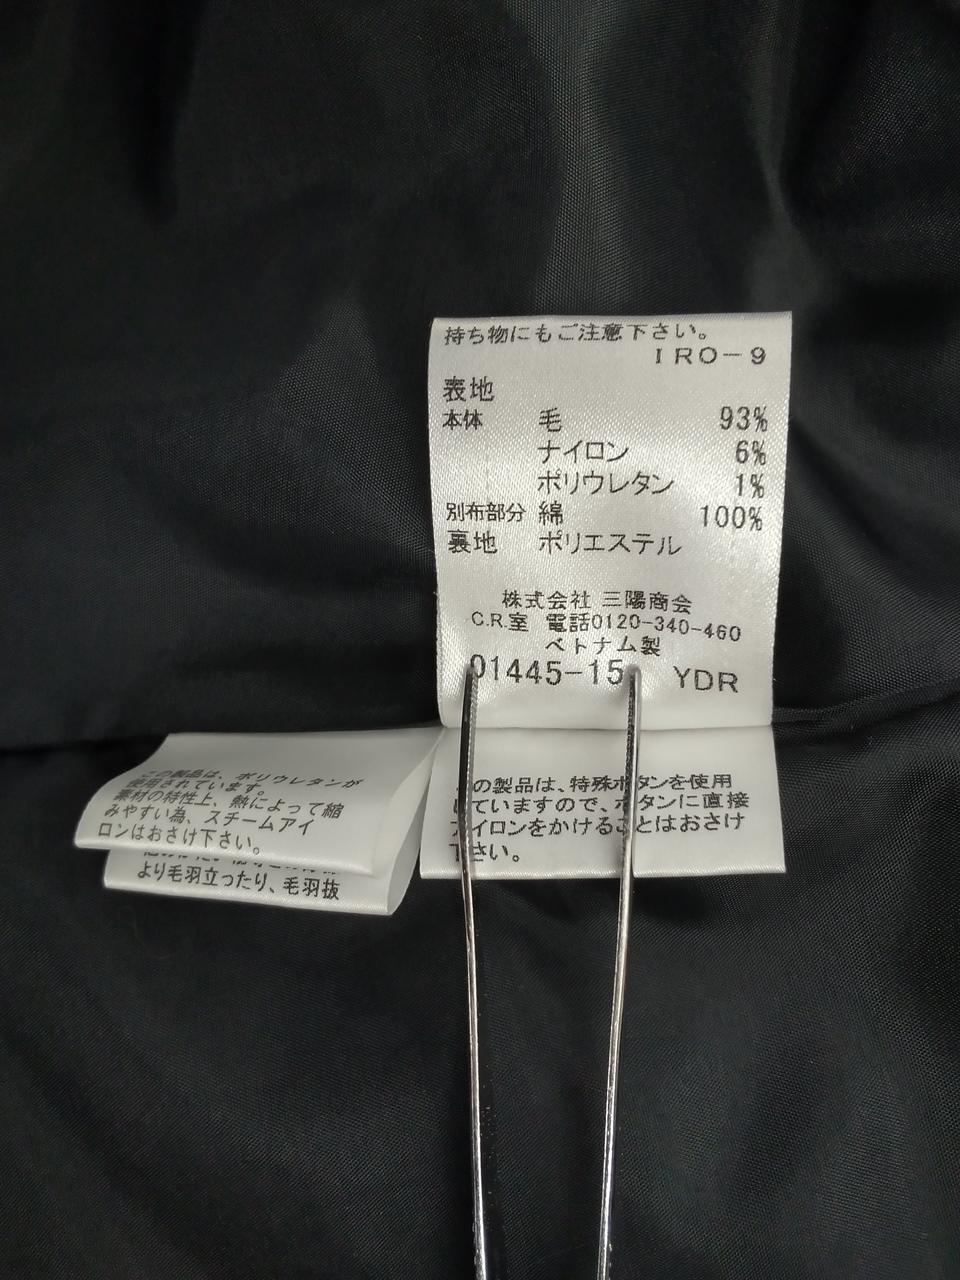 持ち物にもご注意下さい。
IRO-9
表地
本体 毛 93%
ナイロン 6%
ポリウレタン 1%
別布部分 綿 100%
裏地 ポリエステル
株式会社 三陽商会
C.R.室 電話0120-340-460
ベトナム製
01445-15 YDR
この製品は、ポリウレタンが
使用されています。
素材の特性上、熱によって縮
みやすい為、スチームアイ
ロンはおさけ下さい。
より毛羽立ったり、毛羽抜
の製品は、特殊ボタンを使用
していますので、ボタンに直接
アイロンをかけることはおさけ
下さい。